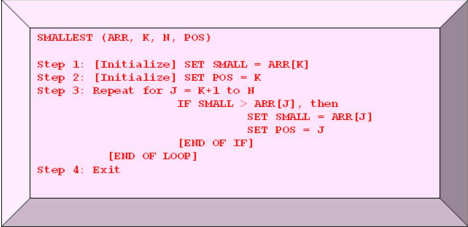 SMALLEST (ARR, K, N, POS)
Step 1: [Initialize] SET SMALL = ARR[K]
Step 2: [Initialize] SET POS = K
Step 3: Repeat for J = K+1 to N
IF SMALL > ARR[J], then
SET SMALL = ARR[J]
SET POS = J
[END OF IF]
[END OF LOOP]
Step 4: Exit